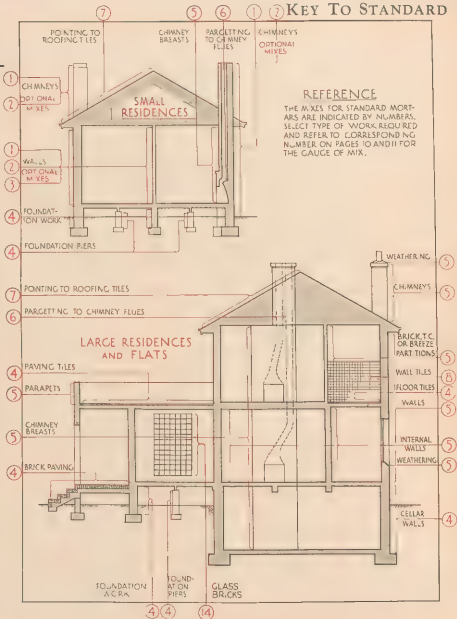 KEY TO STANDARD
7
5
6
1
2
POINTING TO
ROOFING TILES
CHIMNEY
BREASTS
PARGETTING
TO CHIMNEY
FLUES
CHIMNEYS
OPTIONAL
MIXES
1
CHIMNEYS
2
OPTIONAL
MIXES
SMALL
RESIDENCES
REFERENCE
THE MIXES FOR STANDARD MORT-
ARS ARE INDICATED BY NUMBERS.
SELECT TYPE OF WORK REQUIRED
AND REFER TO CORRESPONDING
NUMBER ON PAGES 10 AND 11 FOR
THE GAUGE OF MIX.
1
WALLS
2
OPTIONAL
3
MIXES
4
FOUNDAT-
ION WORK
4
FOUNDATION PIERS
WEATHERING
5
CHIMNEYS
5
7
POINTING TO ROOFING TILES
6
PARGETTING TO CHIMNEY FLUES
LARGE RESIDENCES
AND FLATS
BRICK, T.C.
OR BREEZE
PARTITIONS
5
WALL TILES
8
FLOOR TILES
4
WALLS
5
4
PAVING TILES
5
PARAPETS
CHIMNEY
BREASTS
5
INTERNAL
WALLS
5
WEATHERING
5
4
BRICK PAVING
CELLAR
WALLS
4
FOUNDATION
WORK
FOUND-
ATION
PIERS
GLASS
BRICKS
4
4
14